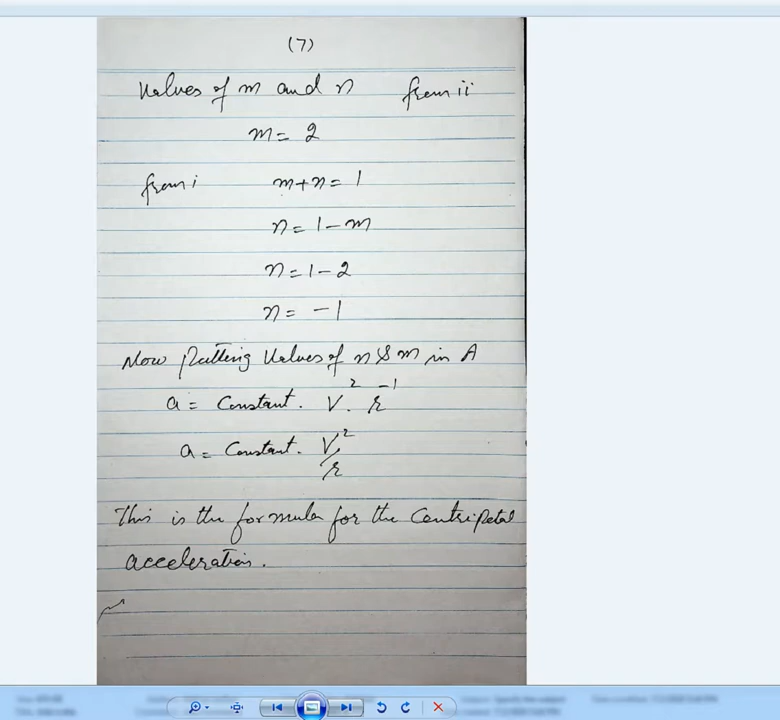 (7)
Values of m and n from ii
m = 2
from i m+n = 1
n = 1 - m
n = 1 - 2
n = -1
Now putting Values of n & m in A
a = Constant. V². r⁻¹
a = Constant. V²/r
This is the formula for the Centripetal
acceleration.